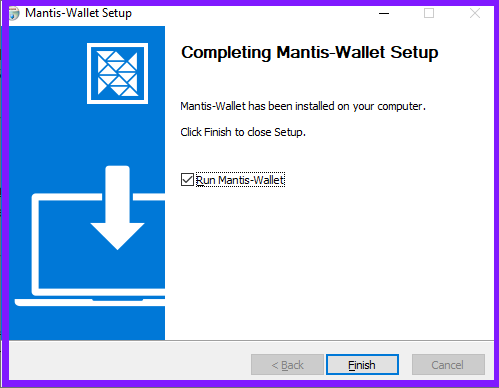 Mantis-Wallet Setup
Completing Mantis-Wallet Setup
Mantis-Wallet has been installed on your computer.
Click Finish to close Setup.
Run Mantis-Wallet
< Back Finish Cancel